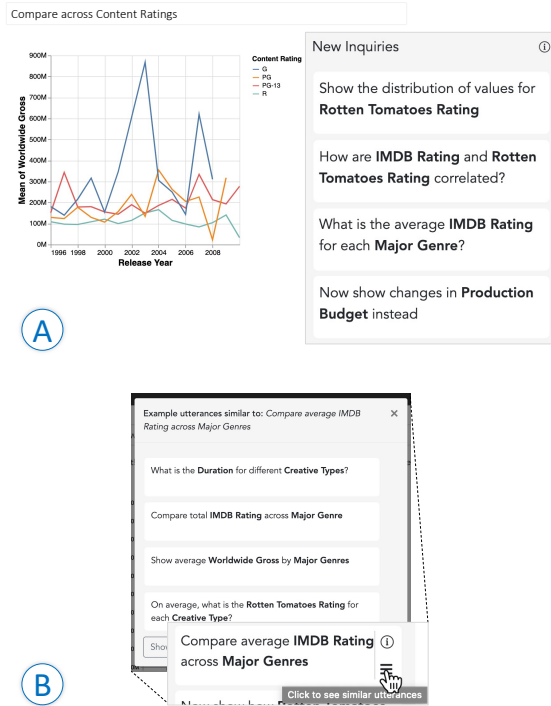 Compare across Content Ratings
900M
800M
700M
600M
500M
400M
300M
200M
100M
0M
Mean of Worldwide Gross
1996 1998 2000 2002 2004 2006 2008
Release Year
Content Rating
G
PG
PG-13
R
New Inquiries
Show the distribution of values for
Rotten Tomatoes Rating
How are IMDB Rating and Rotten
Tomatoes Rating correlated?
What is the average IMDB Rating
for each Major Genre?
Now show changes in Production
Budget instead
A
Example utterances similar to: Compare average IMDB
Rating across Major Genres
×
What is the Duration for different Creative Types?
Compare total IMDB Rating across Major Genre
Show average Worldwide Gross by Major Genres
On average, what is the Rotten Tomatoes Rating for
each Creative Type?
Compare average IMDB Rating
across Major Genres
Click to see similar utterances
B